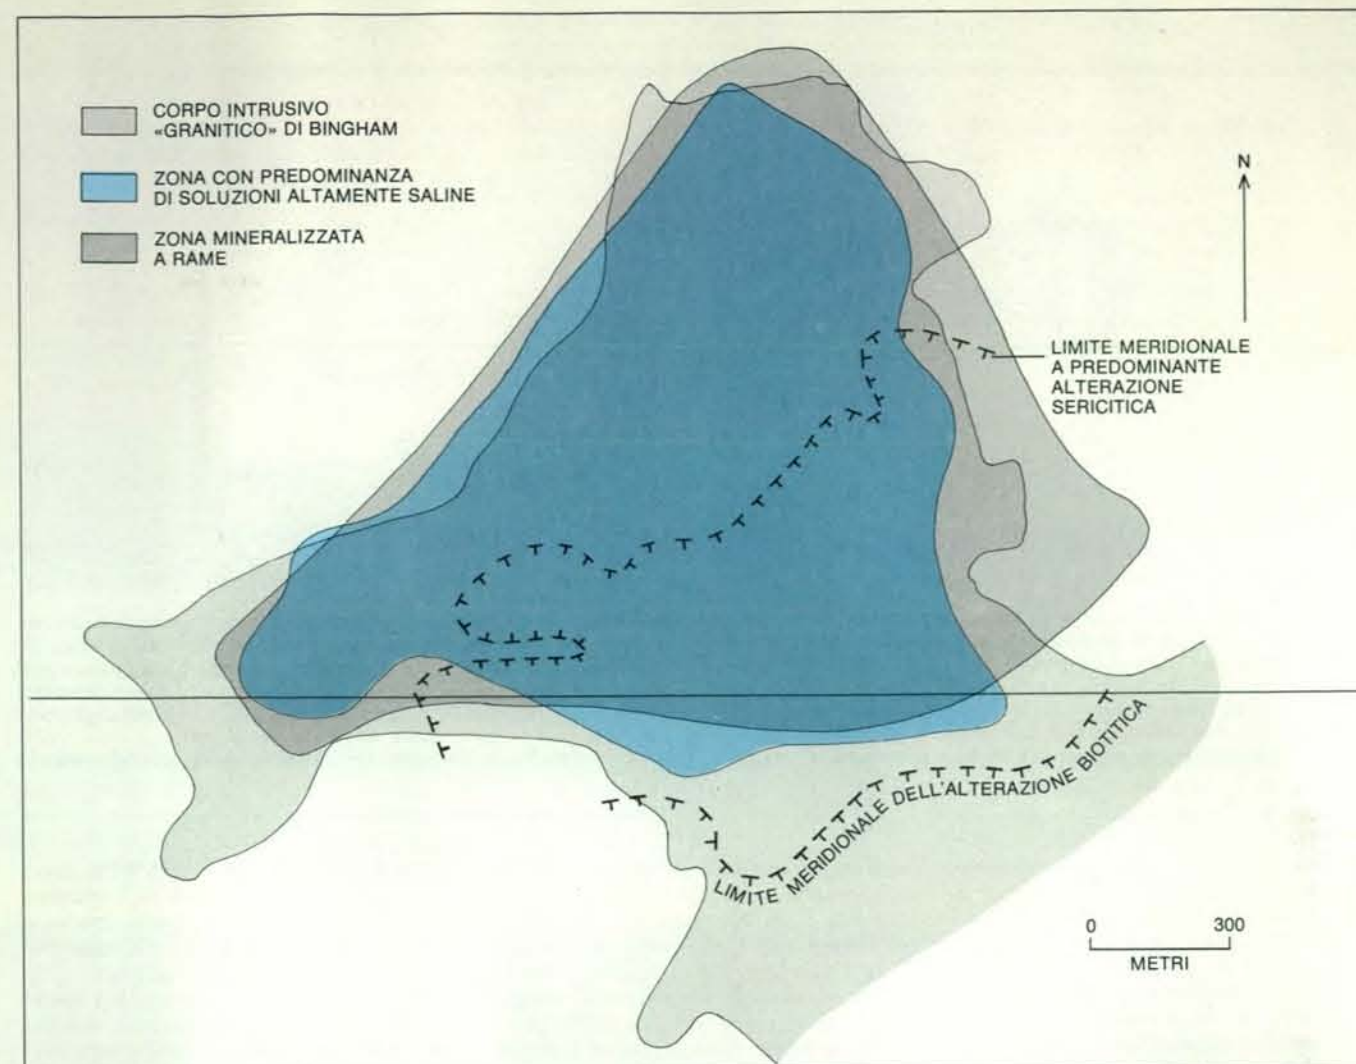 CORPO INTRUSIVO
«GRANITICO» DI BINGHAM
ZONA CON PREDOMINANZA
DI SOLUZIONI ALTAMENTE SALINE
ZONA MINERALIZZATA
A RAME
N
LIMITE MERIDIONALE
A PREDOMINANTE
ALTERAZIONE
SERICITICA
LIMITE MERIDIONALE DELL'ALTERAZIONE BIOTITICA
0 300
METRI